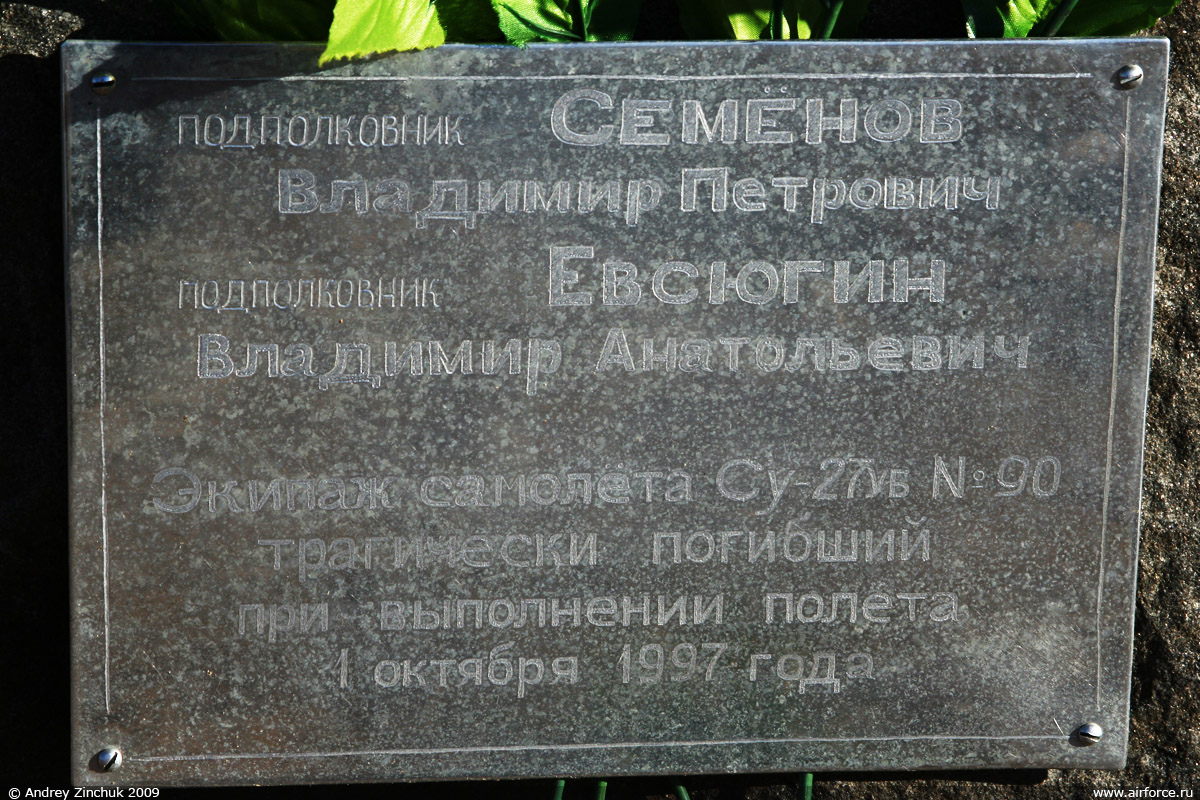 подполковник СЕМЁНОВ
Владимир Петрович
подполковник ЕВСЮГИН
Владимир Анатольевич
Экипаж самолёта Су-27УБ №90
трагически погибший
при выполнении полёта
1 октября 1997 года
© Andrey Zinchuk 2009
www.airforce.ru